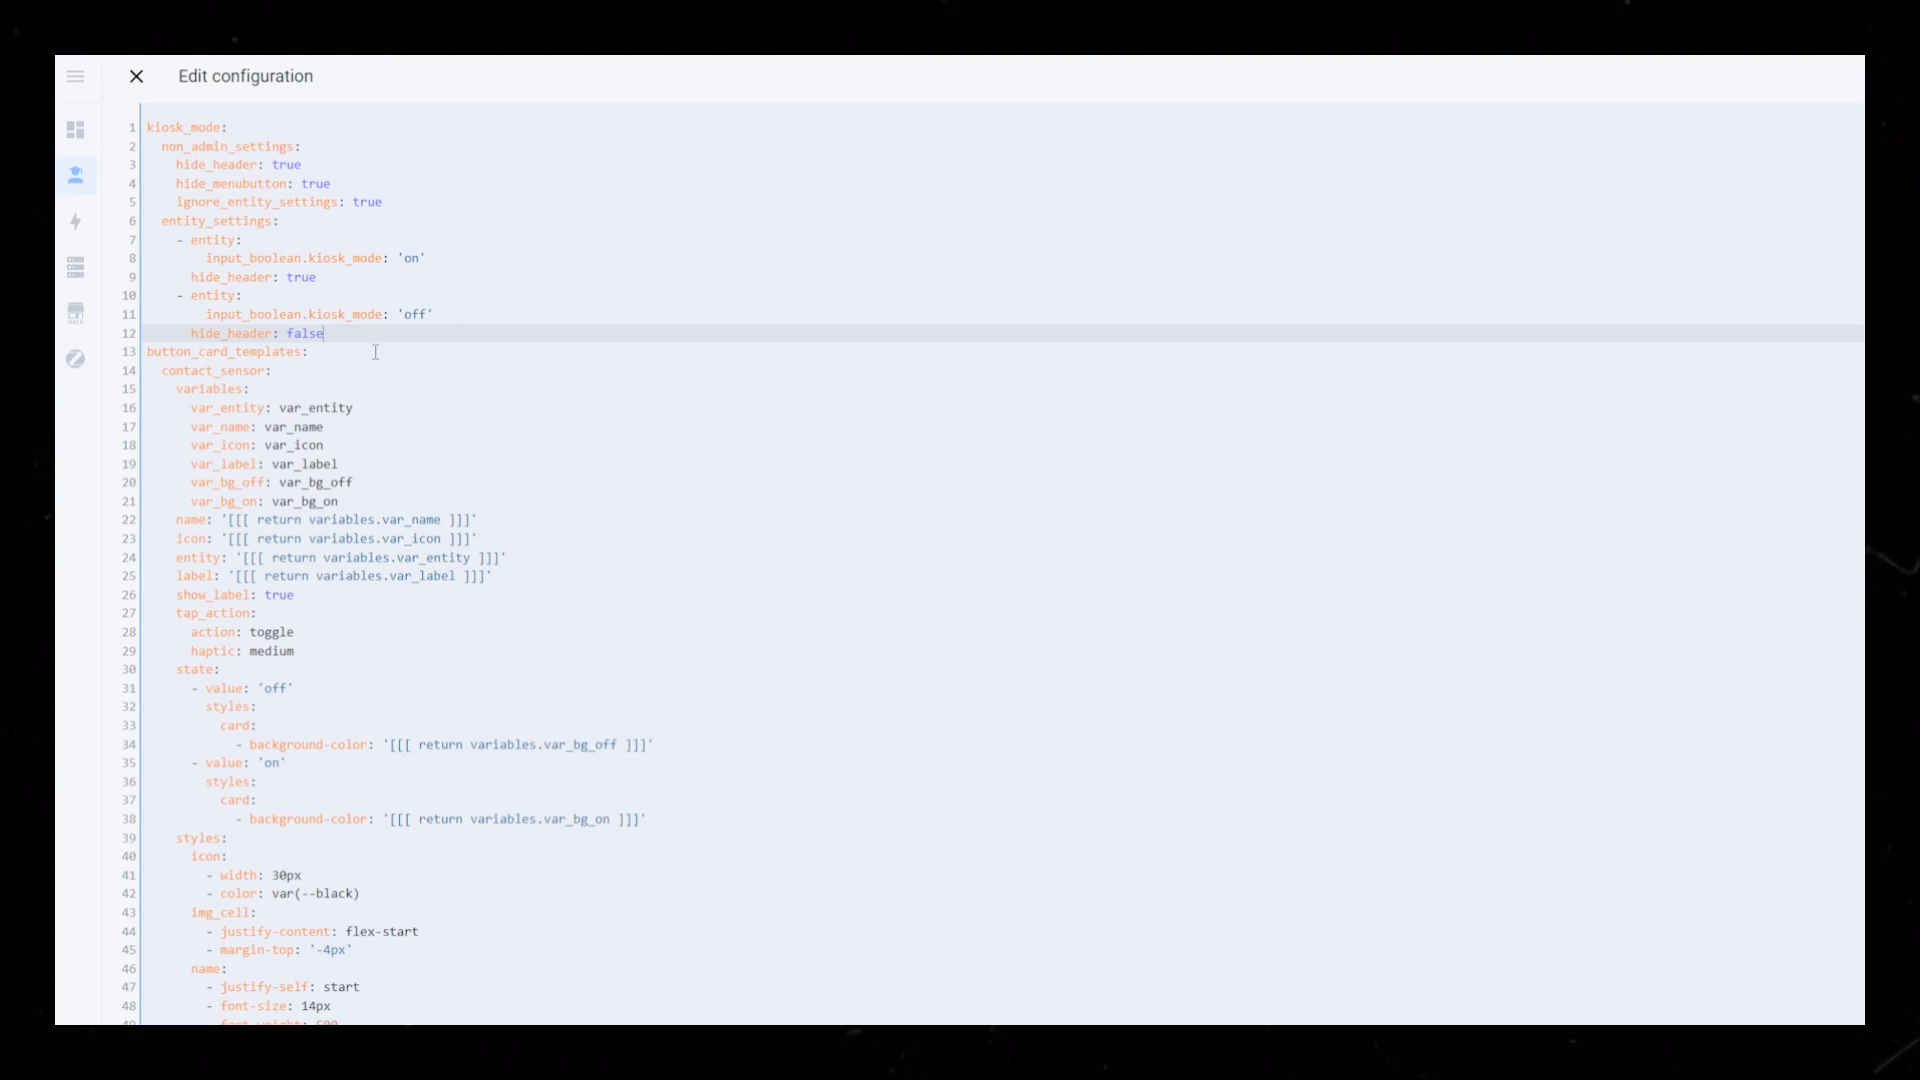 Edit configuration
1 kiosk_mode:
2 non_admin_settings:
3 hide_header: true
4 hide_menubutton: true
5 ignore_entity_settings: true
6 entity_settings:
7 - entity:
8 input_boolean.kiosk_mode: 'on'
9 hide_header: true
10 - entity:
11 input_boolean.kiosk_mode: 'off'
12 hide_header: false
13 button_card_templates:
14 contact_sensor:
15 variables:
16 var_entity: var_entity
17 var_name: var_name
18 var_icon: var_icon
19 var_label: var_label
20 var_bg_off: var_bg_off
21 var_bg_on: var_bg_on
22 name: '[[[ return variables.var_name ]]]'
23 icon: '[[[ return variables.var_icon ]]]'
24 entity: '[[[ return variables.var_entity ]]]'
25 label: '[[[ return variables.var_label ]]]'
26 show_label: true
27 tap_action:
28 action: toggle
29 haptic: medium
30 state:
31 - value: 'off'
32 styles:
33 card:
34 - background-color: '[[[ return variables.var_bg_off ]]]'
35 - value: 'on'
36 styles:
37 card:
38 - background-color: '[[[ return variables.var_bg_on ]]]'
39 styles:
40 icon:
41 - width: 30px
42 - color: var(--black)
43 img_cell:
44 - justify-content: flex-start
45 - margin-top: '-4px'
46 name:
47 - justify-self: start
48 - font-size: 14px